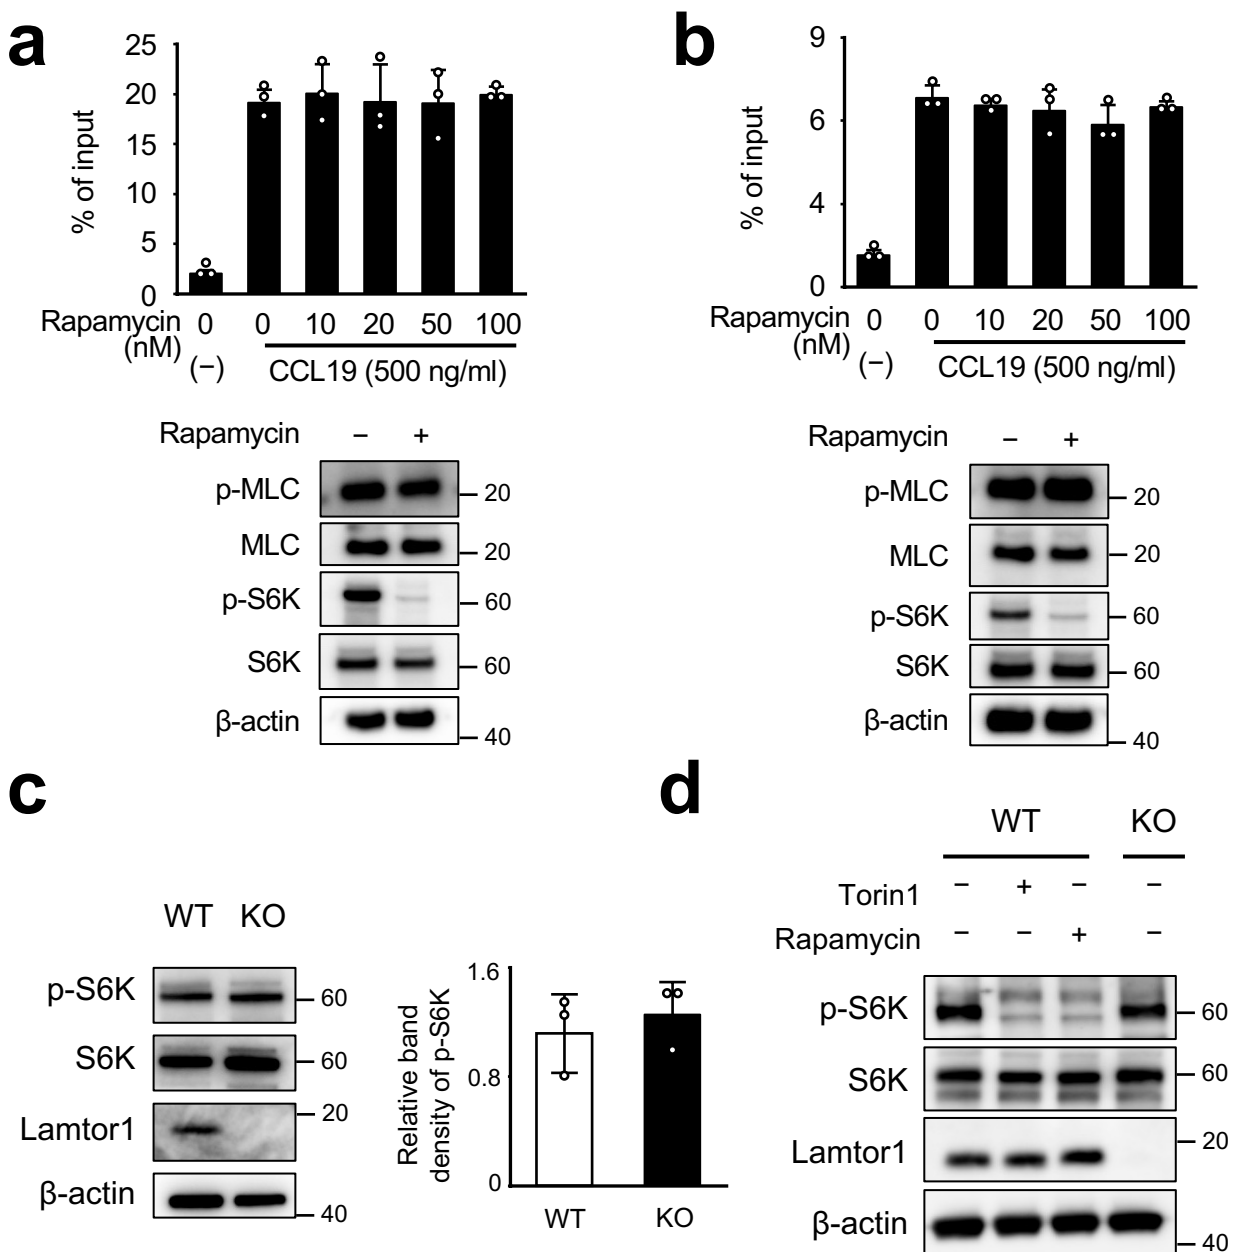 a
25
20
15
10
5
0
% of input
Rapamycin
(nM)
0 0 10 20 50 100
(−)
CCL19 (500 ng/ml)
Rapamycin − +
p-MLC 20
MLC 20
p-S6K 60
S6K 60
β-actin 40
b
9
6
4
0
% of input
Rapamycin
(nM)
0 0 10 20 50 100
(−)
CCL19 (500 ng/ml)
Rapamycin − +
p-MLC 20
MLC 20
p-S6K 60
S6K 60
β-actin 40
c
WT KO
p-S6K 60
S6K 60
Lamtor1 20
β-actin 40
Relative band
density of p-S6K
1.6
0.8
0
WT KO
d
WT KO
Torin1 − + − −
Rapamycin − − + −
p-S6K 60
S6K 60
Lamtor1 20
β-actin 40